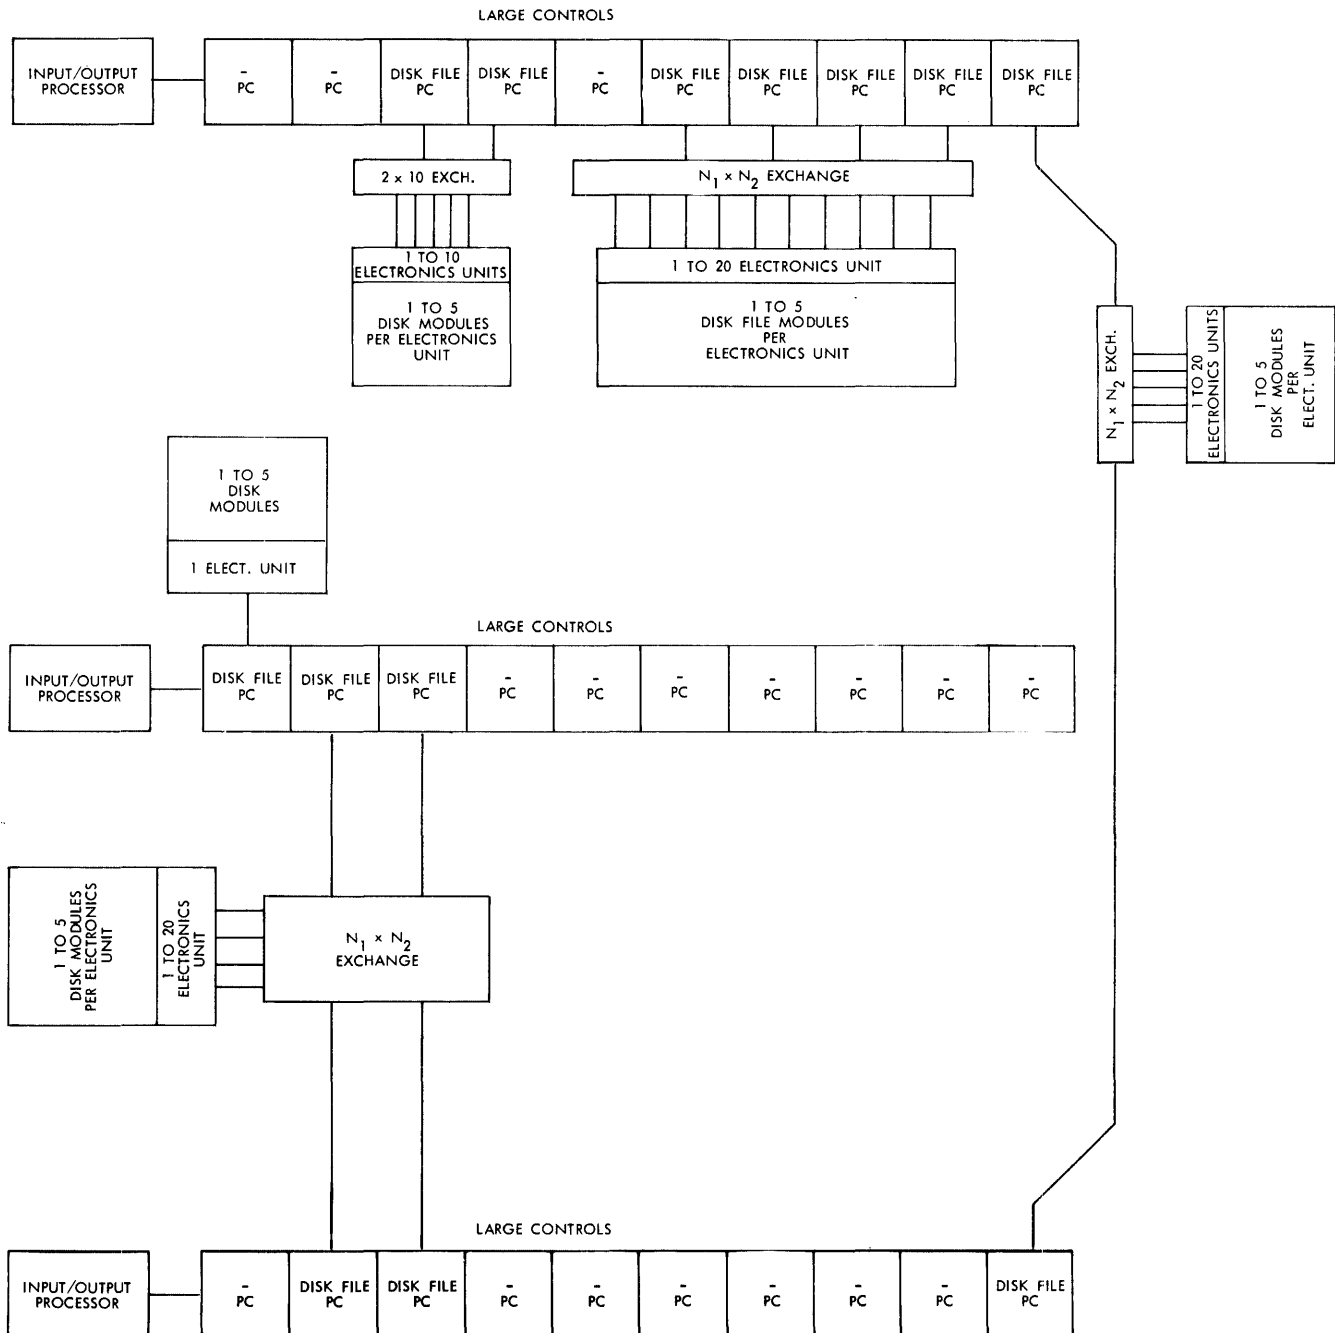 LARGE CONTROLS
INPUT/OUTPUT
PROCESSOR
-
PC
-
PC
DISK FILE
PC
DISK FILE
PC
-
PC
DISK FILE
PC
DISK FILE
PC
DISK FILE
PC
DISK FILE
PC
DISK FILE
PC
2 x 10 EXCH.
N1 x N2 EXCHANGE
1 TO 10
ELECTRONICS UNITS
1 TO 5
DISK MODULES
PER ELECTRONICS
UNIT
1 TO 20 ELECTRONICS UNIT
1 TO 5
DISK FILE MODULES
PER
ELECTRONICS UNIT
N1 x N2 EXCH.
1 TO 20
ELECTRONICS UNITS
1 TO 5
DISK MODULES
PER
ELECT. UNIT
1 TO 5
DISK
MODULES
1 ELECT. UNIT
LARGE CONTROLS
INPUT/OUTPUT
PROCESSOR
DISK FILE
PC
DISK FILE
PC
DISK FILE
PC
-
PC
-
PC
-
PC
-
PC
-
PC
-
PC
-
PC
1 TO 5
DISK MODULES
PER ELECTRONICS
UNIT
1 TO 20
ELECTRONICS
UNIT
N1 x N2
EXCHANGE
LARGE CONTROLS
INPUT/OUTPUT
PROCESSOR
-
PC
DISK FILE
PC
DISK FILE
PC
-
PC
-
PC
-
PC
-
PC
-
PC
-
PC
DISK FILE
PC